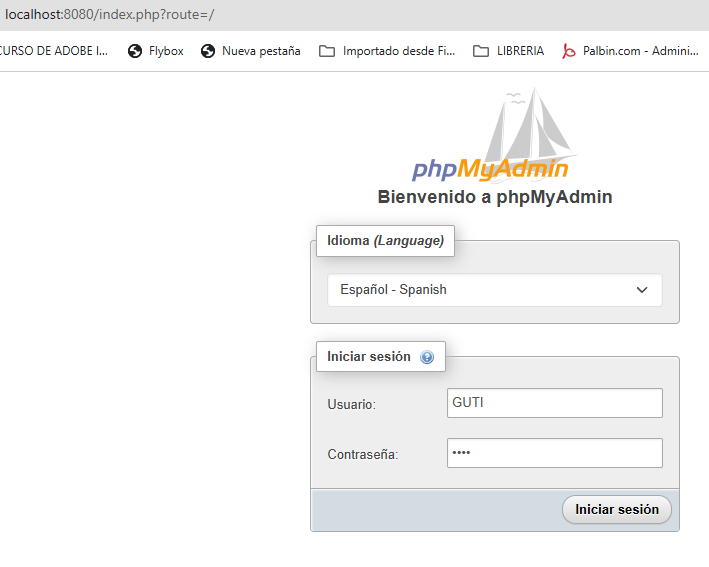 localhost:8080/index.php?route=/
CURSO DE ADOBE I... Flybox Nueva pestaña Importado desde Fi... LIBRERIA Palbin.com - Admini...
phpMyAdmin
Bienvenido a phpMyAdmin
Idioma (Language)
Español - Spanish
Iniciar sesión
Usuario: GUTI
Contraseña: ••••
Iniciar sesión